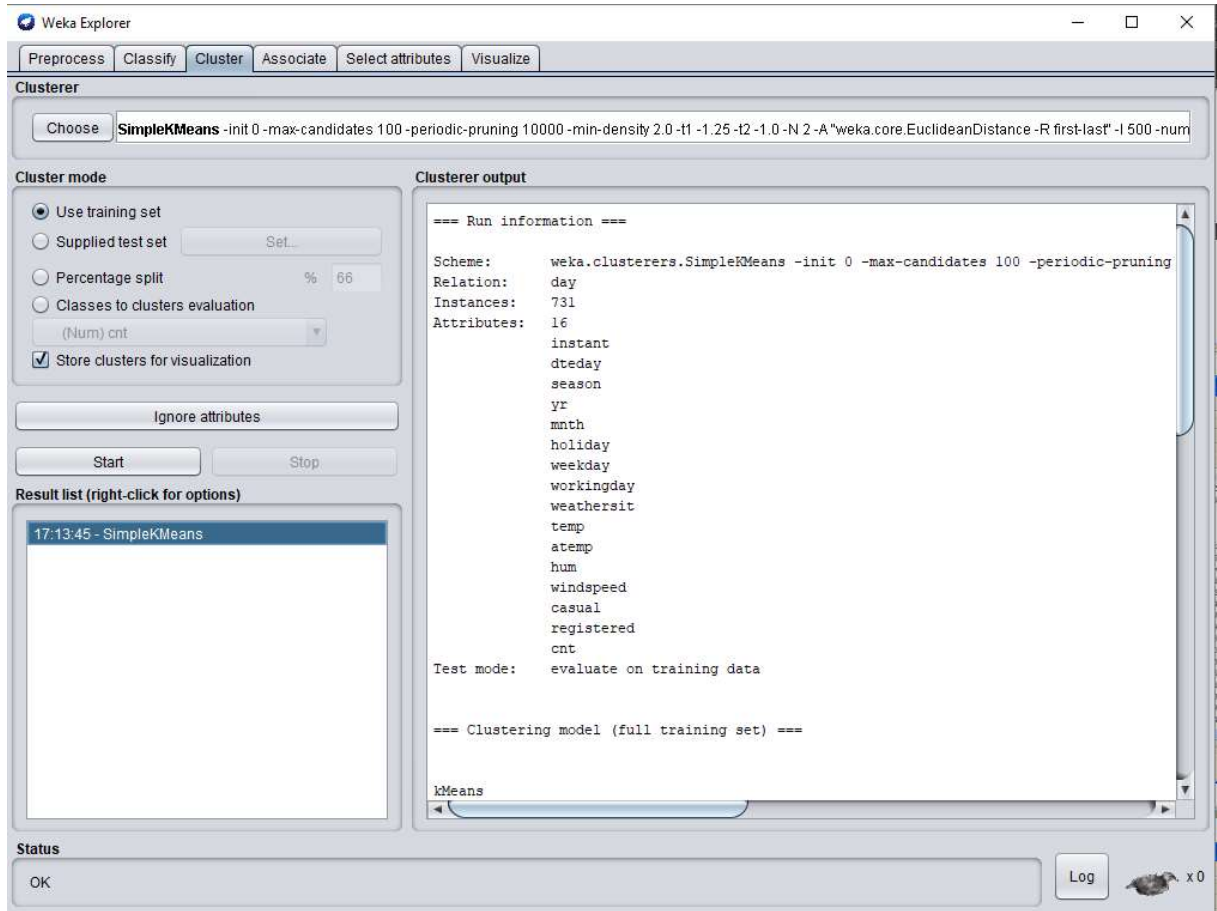 Weka Explorer
Preprocess Classify Cluster Associate Select attributes Visualize
Clusterer
Choose SimpleKMeans -init 0 -max-candidates 100 -periodic-pruning 10000 -min-density 2.0 -t1 -1.25 -t2 -1.0 -N 2 -A "weka.core.EuclideanDistance -R first-last" -I 500 -num
Cluster mode
Use training set
Supplied test set Set...
Percentage split % 66
Classes to clusters evaluation
(Num) cnt
Store clusters for visualization
Ignore attributes
Start Stop
Result list (right-click for options)
17:13:45 - SimpleKMeans
Clusterer output
=== Run information ===
Scheme: weka.clusterers.SimpleKMeans -init 0 -max-candidates 100 -periodic-pruning
Relation: day
Instances: 731
Attributes: 16
instant
dteday
season
yr
mnth
holiday
weekday
workingday
weathersit
temp
atemp
hum
windspeed
casual
registered
cnt
Test mode: evaluate on training data
=== Clustering model (full training set) ===
kMeans
Status
OK
Log x 0